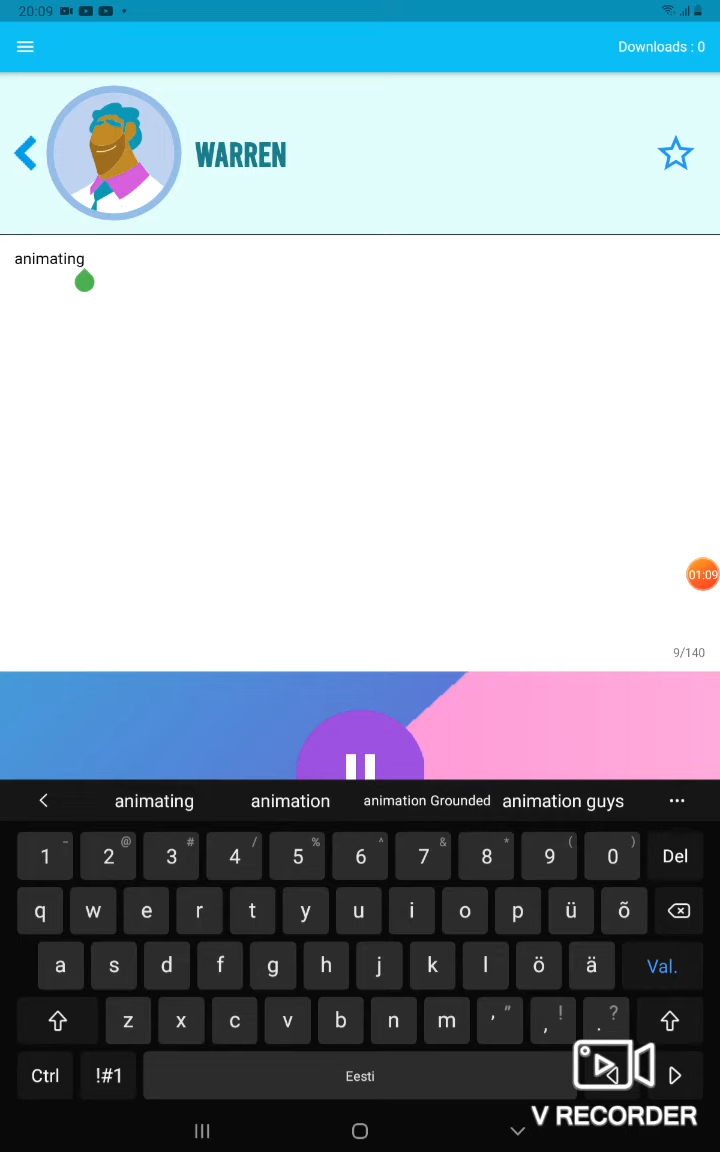 20:09
Downloads : 0
WARREN
animating
01:09
9/140
animating animation animation Grounded animation guys ...
1 - 2 @ 3 # 4 / 5 % 6 ^ 7 & 8 * 9 ( 0 ) Del
q w e r t y u i o p ü õ
a s d f g h j k l ö ä Val.
z x c v b n m ' " , ! . ?
Ctrl !#1 Eesti
V RECORDER